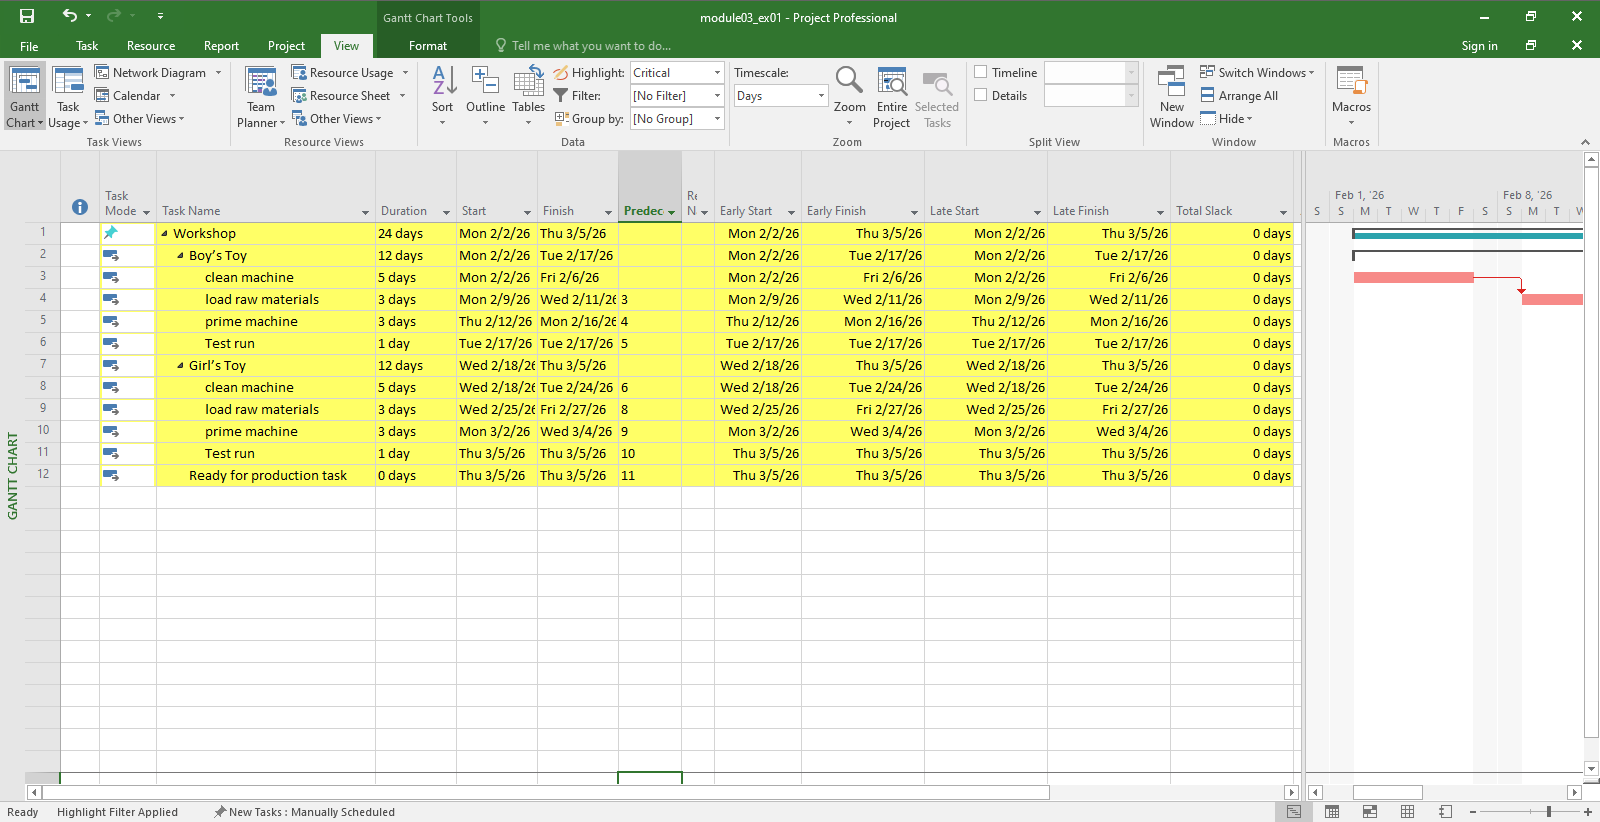 Gantt Chart Tools
module03_ex01 - Project Professional
File Task Resource Report Project View Format Tell me what you want to do... Sign in
Gantt Chart
Task Usage
Network Diagram
Calendar
Other Views
Task Views
Team Planner
Resource Usage
Resource Sheet
Other Views
Resource Views
Sort
Outline
Tables
Highlight: Critical
Filter: [No Filter]
Group by: [No Group]
Data
Timescale:
Days
Zoom
Entire Project
Selected Tasks
Zoom
Timeline
Details
Split View
New Window
Switch Windows
Arrange All
Hide
Window
Macros
Macros
Task Mode Task Name Duration Start Finish Predec Re N Early Start Early Finish Late Start Late Finish Total Slack
Feb 1, '26 Feb 8, '26
S S M T W T F S S M T W
1 Workshop 24 days Mon 2/2/26 Thu 3/5/26 Mon 2/2/26 Thu 3/5/26 Mon 2/2/26 Thu 3/5/26 0 days
2 Boy's Toy 12 days Mon 2/2/26 Tue 2/17/26 Mon 2/2/26 Tue 2/17/26 Mon 2/2/26 Tue 2/17/26 0 days
3 clean machine 5 days Mon 2/2/26 Fri 2/6/26 Mon 2/2/26 Fri 2/6/26 Mon 2/2/26 Fri 2/6/26 0 days
4 load raw materials 3 days Mon 2/9/26 Wed 2/11/26 3 Mon 2/9/26 Wed 2/11/26 Mon 2/9/26 Wed 2/11/26 0 days
5 prime machine 3 days Thu 2/12/26 Mon 2/16/26 4 Thu 2/12/26 Mon 2/16/26 Thu 2/12/26 Mon 2/16/26 0 days
6 Test run 1 day Tue 2/17/26 Tue 2/17/26 5 Tue 2/17/26 Tue 2/17/26 Tue 2/17/26 Tue 2/17/26 0 days
7 Girl's Toy 12 days Wed 2/18/26 Thu 3/5/26 Wed 2/18/26 Thu 3/5/26 Wed 2/18/26 Thu 3/5/26 0 days
8 clean machine 5 days Wed 2/18/26 Tue 2/24/26 6 Wed 2/18/26 Tue 2/24/26 Wed 2/18/26 Tue 2/24/26 0 days
9 load raw materials 3 days Wed 2/25/26 Fri 2/27/26 8 Wed 2/25/26 Fri 2/27/26 Wed 2/25/26 Fri 2/27/26 0 days
10 prime machine 3 days Mon 3/2/26 Wed 3/4/26 9 Mon 3/2/26 Wed 3/4/26 Mon 3/2/26 Wed 3/4/26 0 days
11 Test run 1 day Thu 3/5/26 Thu 3/5/26 10 Thu 3/5/26 Thu 3/5/26 Thu 3/5/26 Thu 3/5/26 0 days
12 Ready for production task 0 days Thu 3/5/26 Thu 3/5/26 11 Thu 3/5/26 Thu 3/5/26 Thu 3/5/26 Thu 3/5/26 0 days
GANTT CHART
Ready Highlight Filter Applied New Tasks : Manually Scheduled